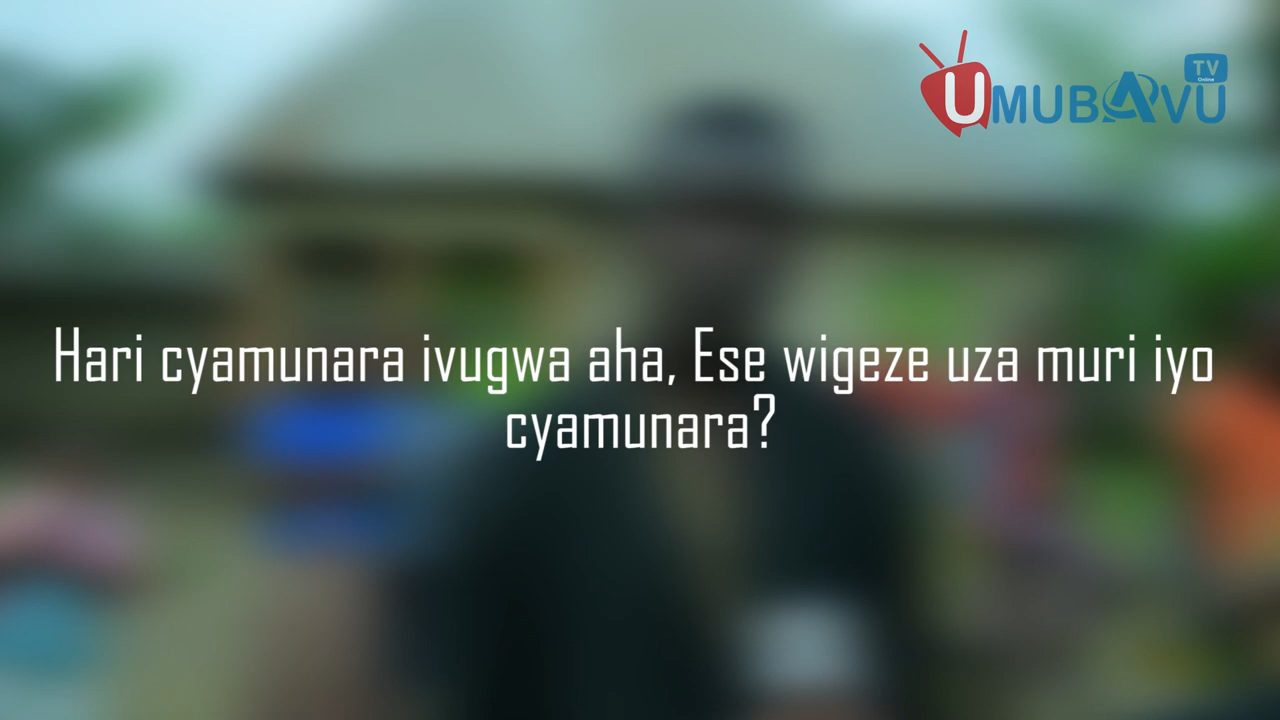 UMUBAVU
TV
Online
Hari cyamunara ivugwa aha, Ese wigeze uza muri iyo
cyamunara?